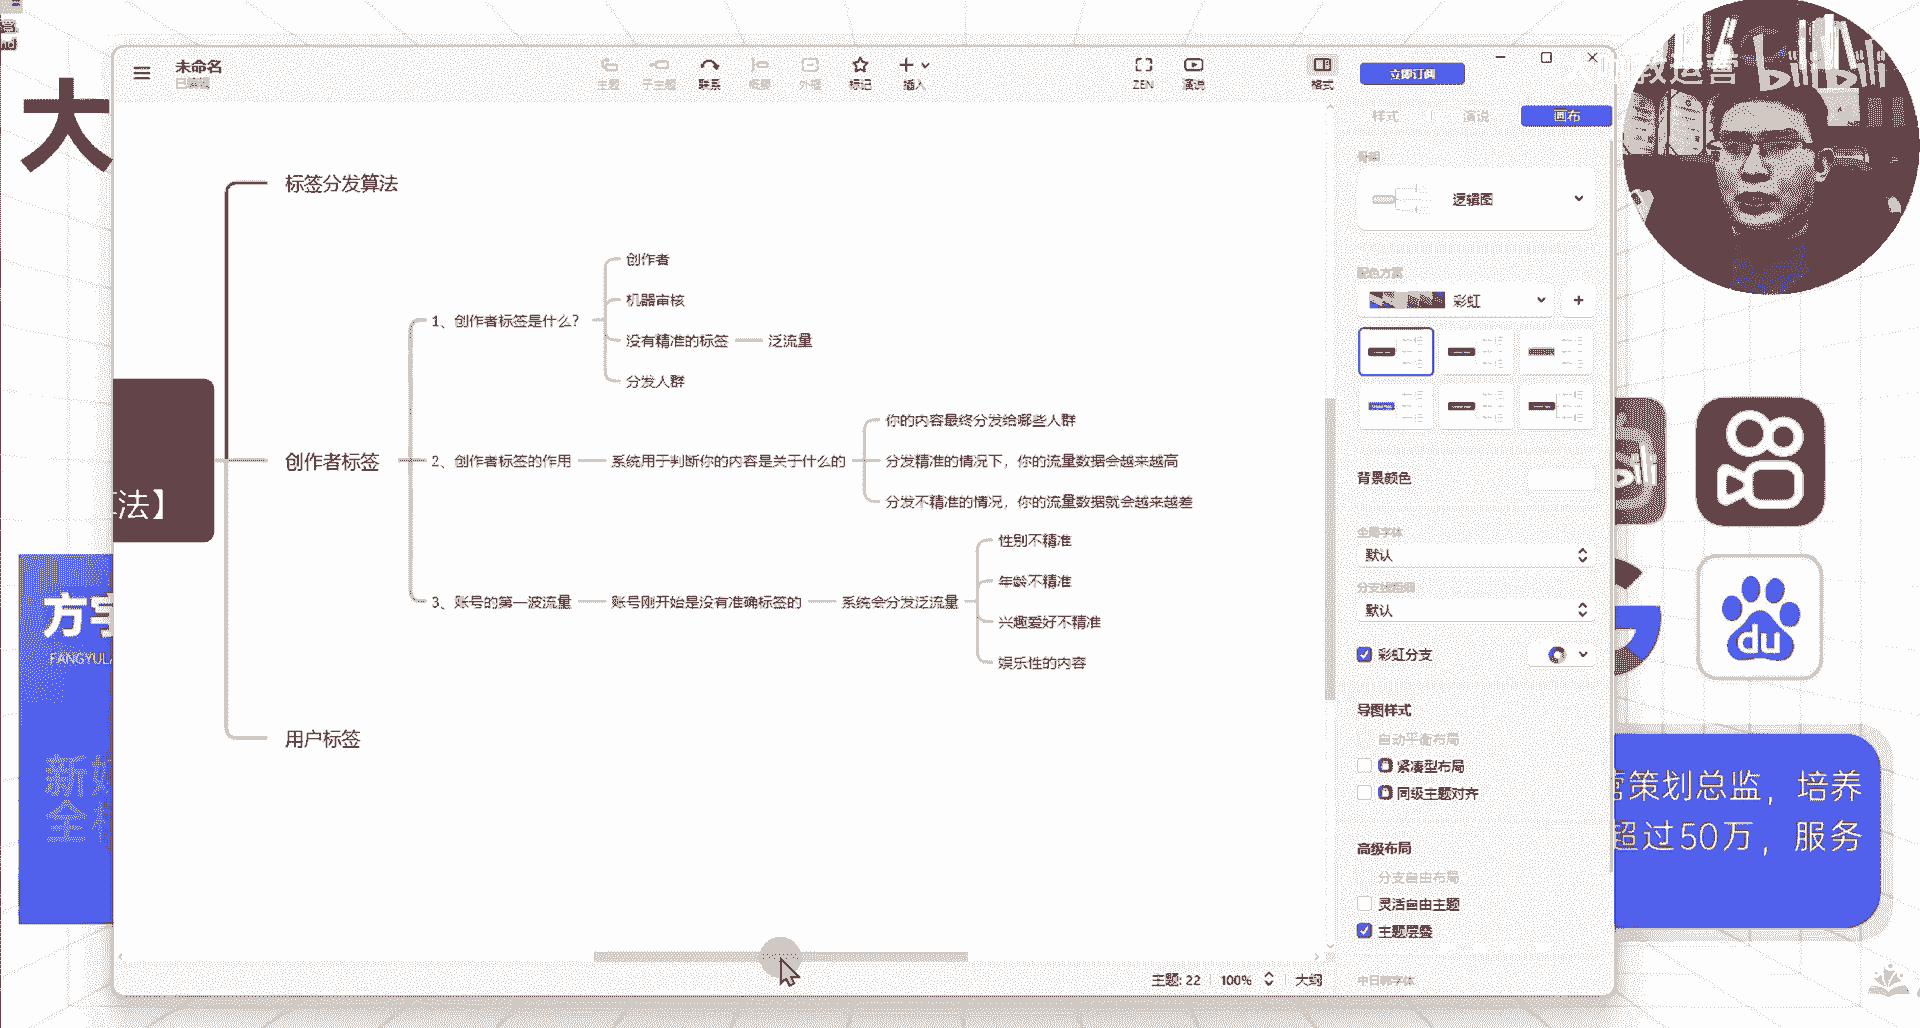 大
未命名
已编辑
主题
子主题
联系
概要
外框
标记
插入
ZEN
演说
格式
立即订阅
教运营
bilibili
样式
演说
画布
骨架
逻辑图
配色方案
彩虹
背景颜色
全局字体
默认
分支线粗细
默认
彩虹分支
导图样式
自动平衡布局
紧凑型布局
同级主题对齐
高级布局
分支自由布局
灵活自由主题
主题层叠
中日韩字体
法】
标签分发算法
创作者标签
1、创作者标签是什么？
创作者
机器审核
没有精准的标签
泛流量
分发人群
2、创作者标签的作用
系统用于判断你的内容是关于什么的
你的内容最终分发给哪些人群
分发精准的情况下，你的流量数据会越来越高
分发不精准的情况，你的流量数据就会越来越差
3、账号的第一波流量
账号刚开始是没有准确标签的
系统会分发泛流量
性别不精准
年龄不精准
兴趣爱好不精准
娱乐性的内容
用户标签
主题: 22
100%
大纲
方宇
FANGYUL
新
全
du
营策划总监，培养
超过50万，服务